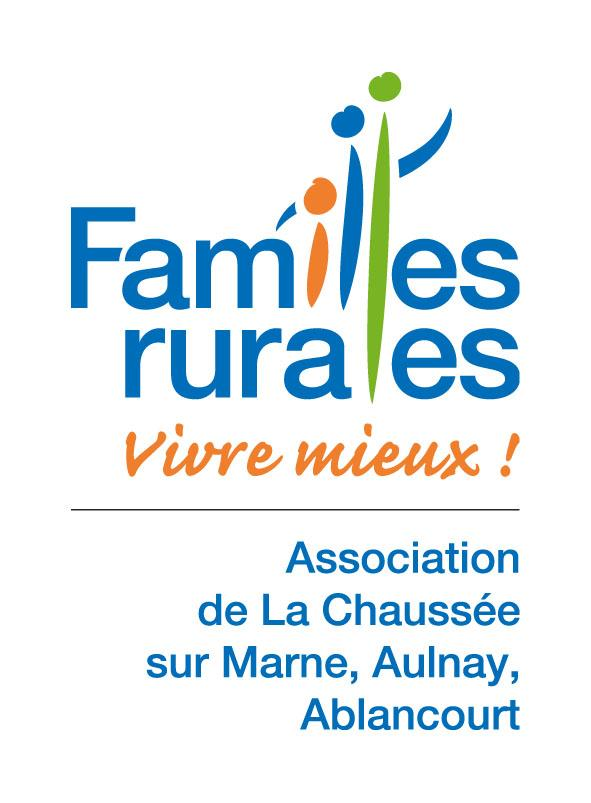 Familles
rurales
Vivre mieux !
Association
de La Chaussée
sur Marne, Aulnay,
Ablancourt